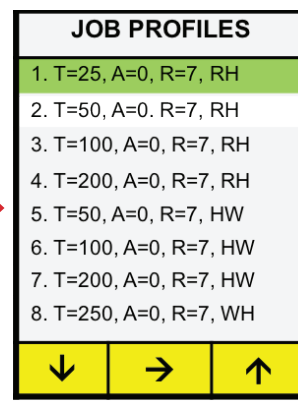 JOB PROFILES
1. T=25, A=0, R=7, RH
2. T=50, A=0. R=7, RH
3. T=100, A=0, R=7, RH
4. T=200, A=0, R=7, RH
5. T=50, A=0, R=7, HW
6. T=100, A=0, R=7, HW
7. T=200, A=0, R=7, HW
8. T=250, A=0, R=7, WH